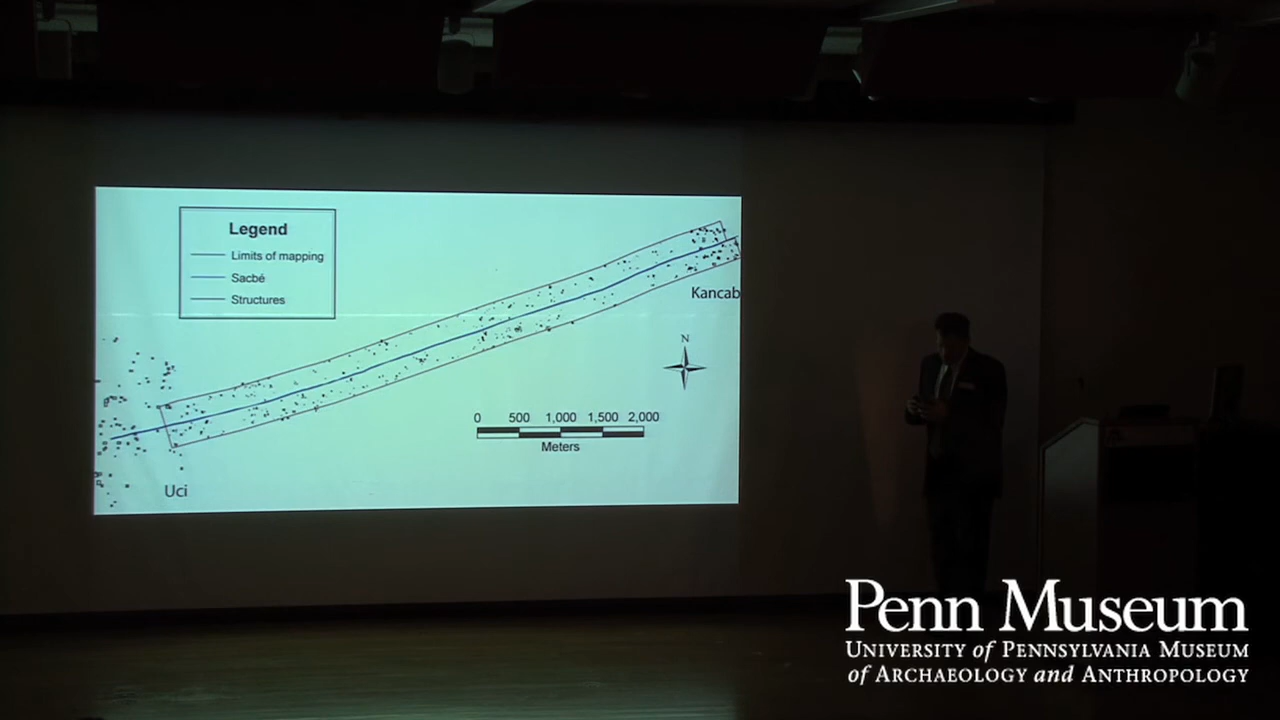 Legend
Limits of mapping
Sacbé
Structures
Kancab
N
0 500 1,000 1,500 2,000
Meters
Uci
Penn Museum
UNIVERSITY of PENNSYLVANIA MUSEUM
of ARCHAEOLOGY and ANTHROPOLOGY